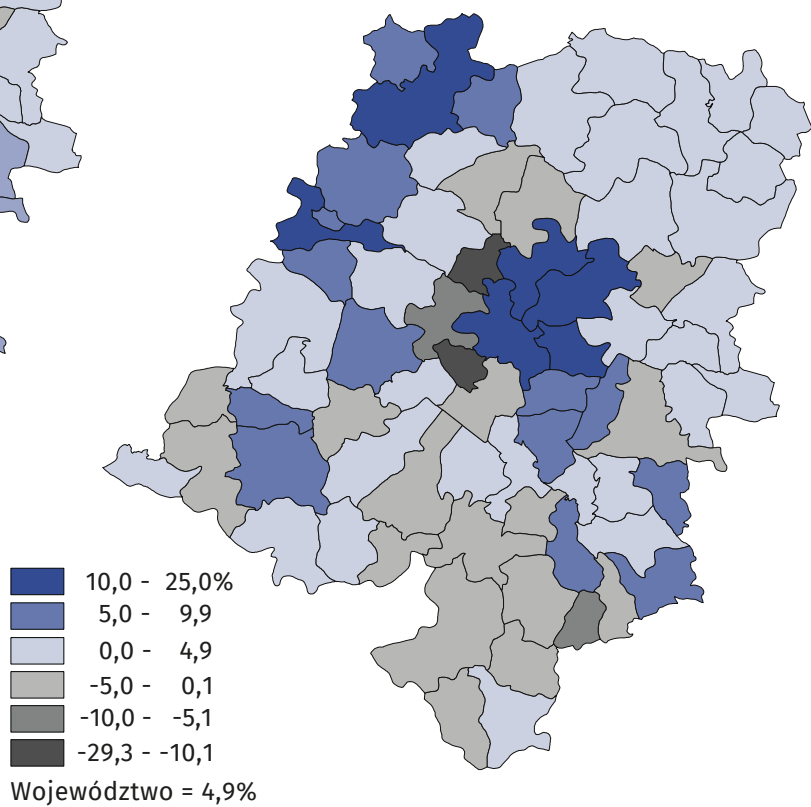 10,0 - 25,0%
5,0 - 9,9
0,0 - 4,9
-5,0 - 0,1
-10,0 - -5,1
-29,3 - -10,1
Województwo = 4,9%